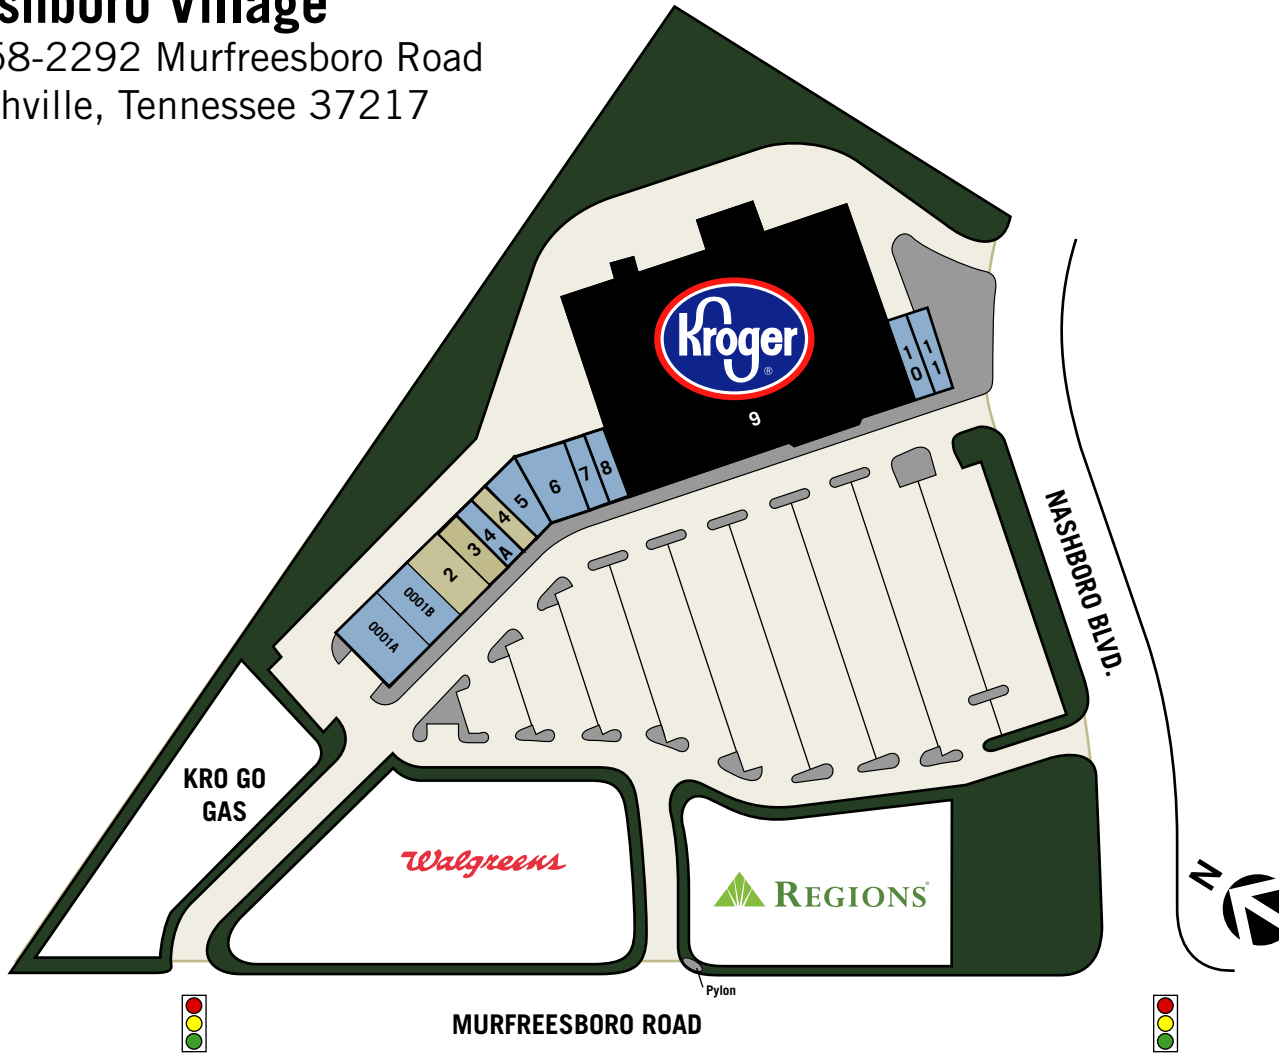 shboro Village
58-2292 Murfreesboro Road
hville, Tennessee 37217
Kroger
®
9
10
11
8
7
6
5
4
4A
3
2
0001B
0001A
NASHBORO BLVD.
KRO GO
GAS
Walgreens
REGIONS®
N
Pylon
MURFREESBORO ROAD